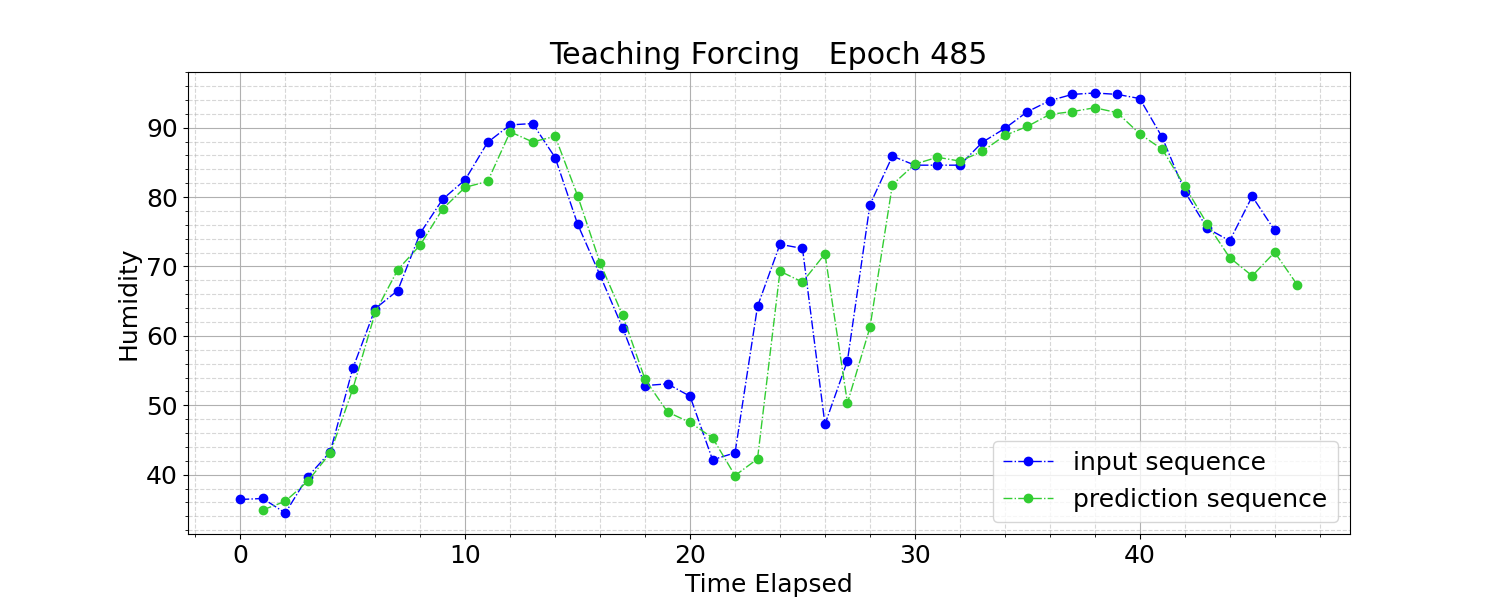 Teaching Forcing   Epoch 485
90
80
70
60
50
40
Humidity
input sequence
prediction sequence
0 10 20 30 40
Time Elapsed